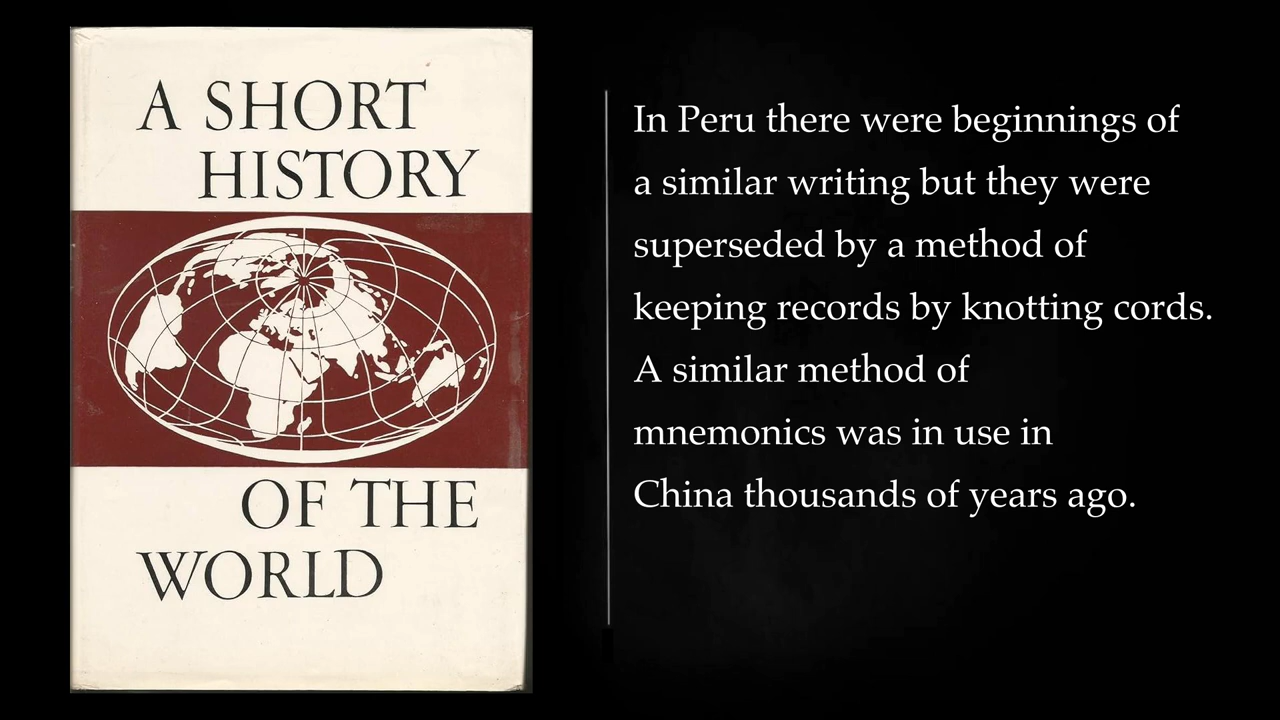 A SHORT
HISTORY
OF THE
WORLD
In Peru there were beginnings of
a similar writing but they were
superseded by a method of
keeping records by knotting cords.
A similar method of
mnemonics was in use in
China thousands of years ago.